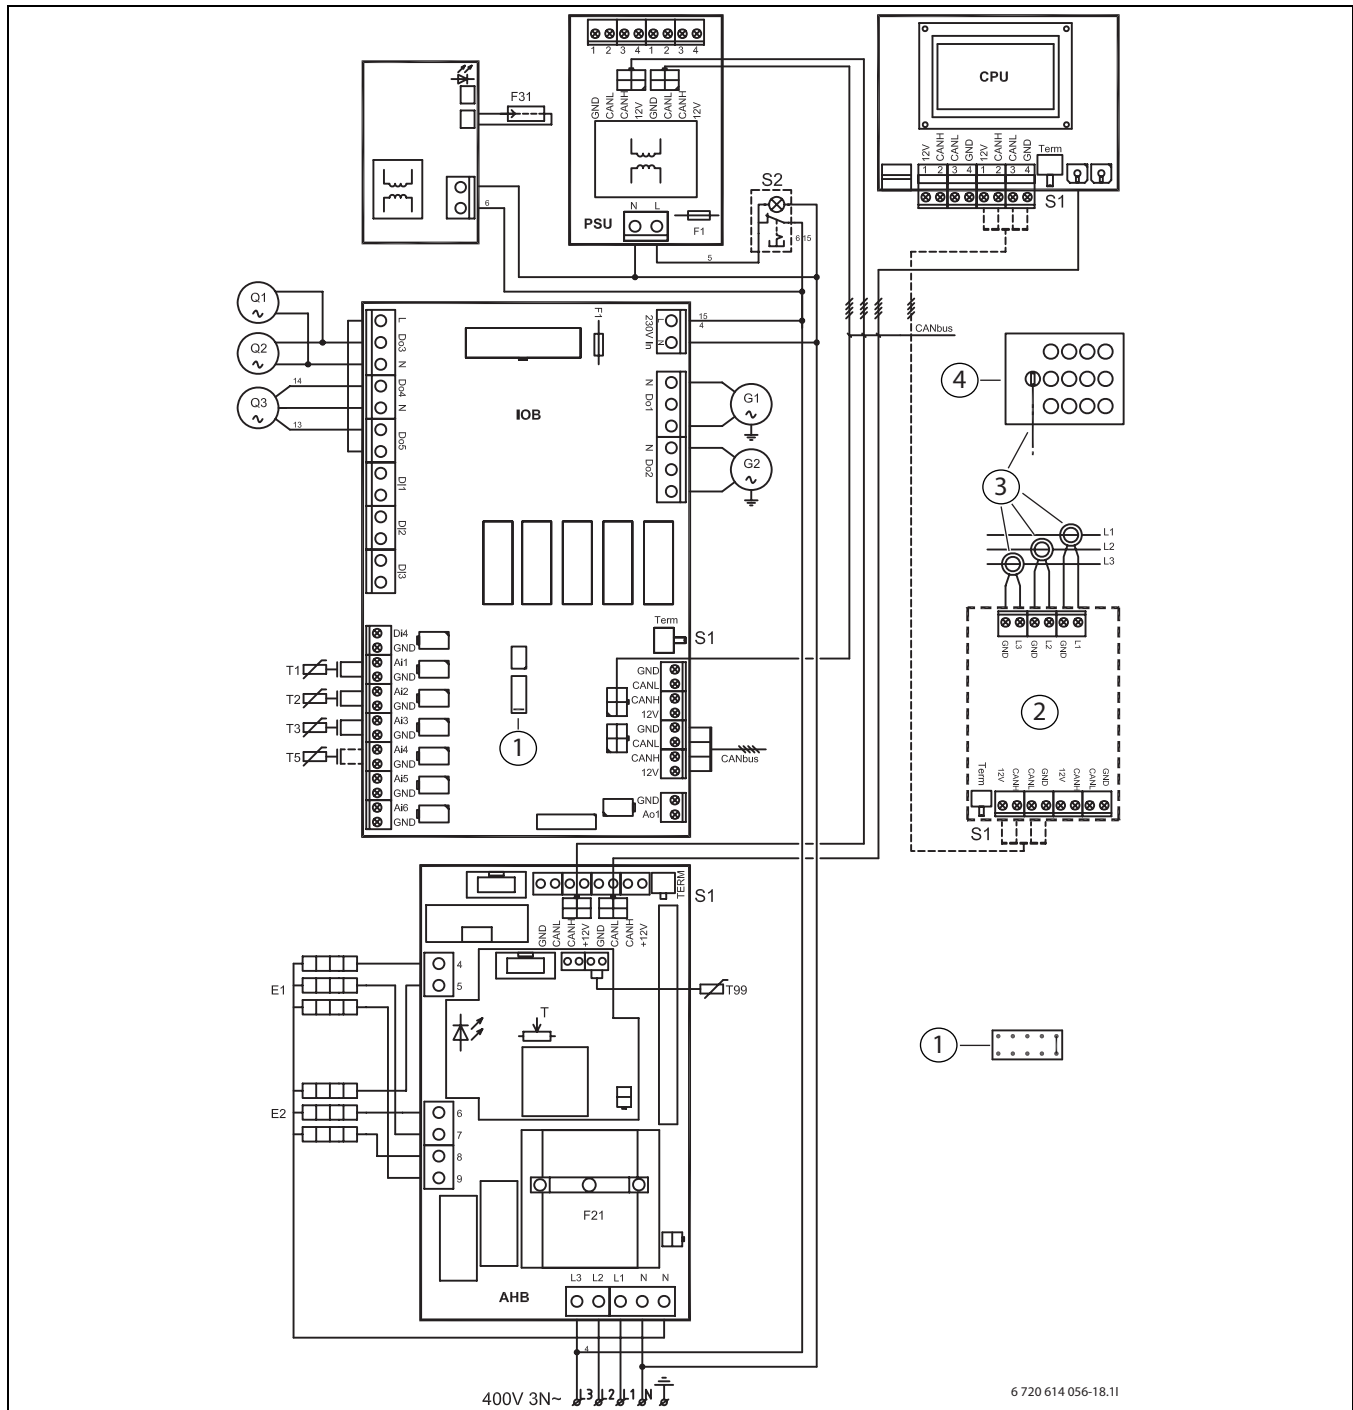 1 2 3 4 1 2 3 4
GND
CANL
CANH
12V
GND
CANL
CANH
12V
N L
PSU
F1
F31
6
5
S2
6 15
CPU
12V
CANH
CANL
GND
12V
CANH
CANL
GND
Term
1 2 3 4 1 2 3 4
S1
Q1
Q2
Q3
14
13
L
Do3
N
Do4
N
Do5
DI1
DI2
DI3
F1
IOB
L
N
230V In
15
4
N
Do1
N
Do2
G1
G2
CANbus
4
3
L1
L2
L3
GND
L3
GND
L2
GND
L1
2
Term
12V
CANH
CANL
GND
12V
CANH
CANL
GND
S1
Di4
GND
T1
Ai1
GND
T2
Ai2
GND
T3
Ai3
GND
T5
Ai4
GND
Ai5
GND
Ai6
GND
1
Term
S1
GND
CANL
CANH
12V
GND
CANL
CANH
12V
CANbus
GND
Ao1
TERM
S1
GND
CANL
CANH
+12V
GND
CANL
CANH
+12V
T99
T
E1
4
5
E2
6
7
8
9
F21
L3 L2 L1 N N
AHB
1
4
400V 3N~ L3 L2 L1 N
6 720 614 056-18.1I